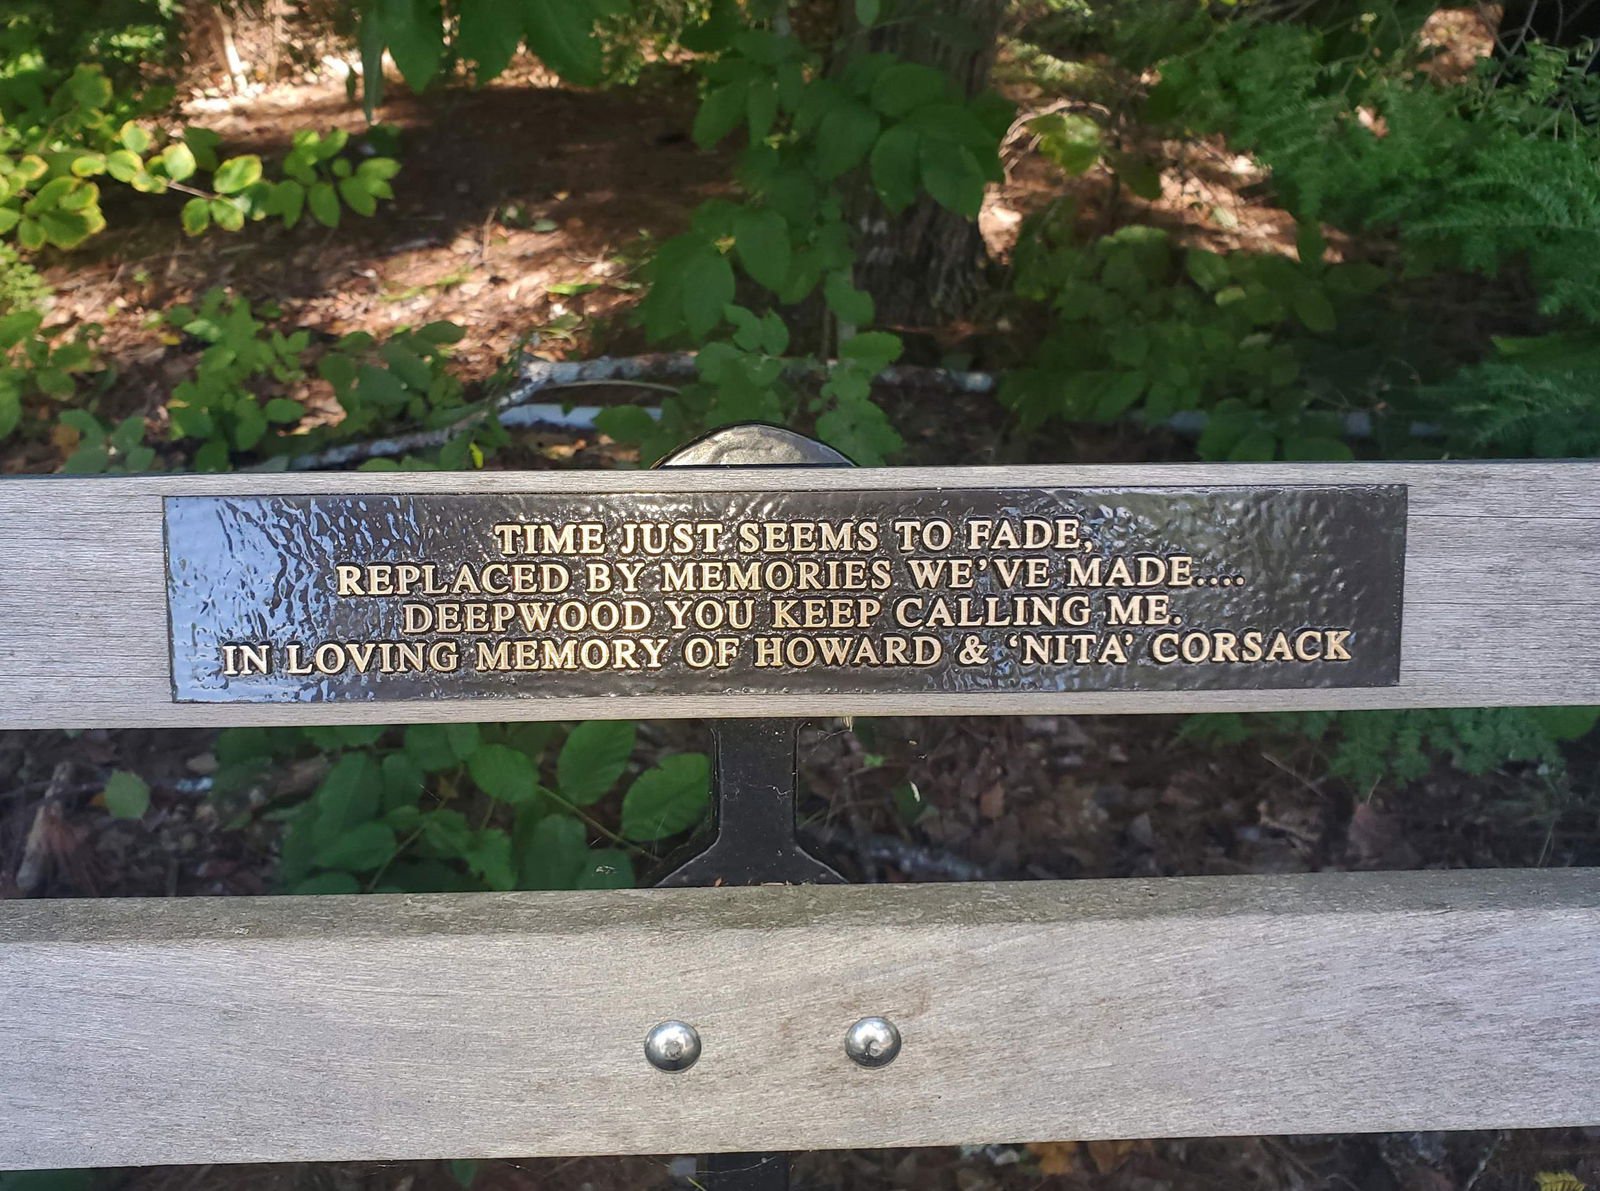 TIME JUST SEEMS TO FADE,
REPLACED BY MEMORIES WE'VE MADE....
DEEPWOOD YOU KEEP CALLING ME.
IN LOVING MEMORY OF HOWARD & ‘NITA’ CORSACK